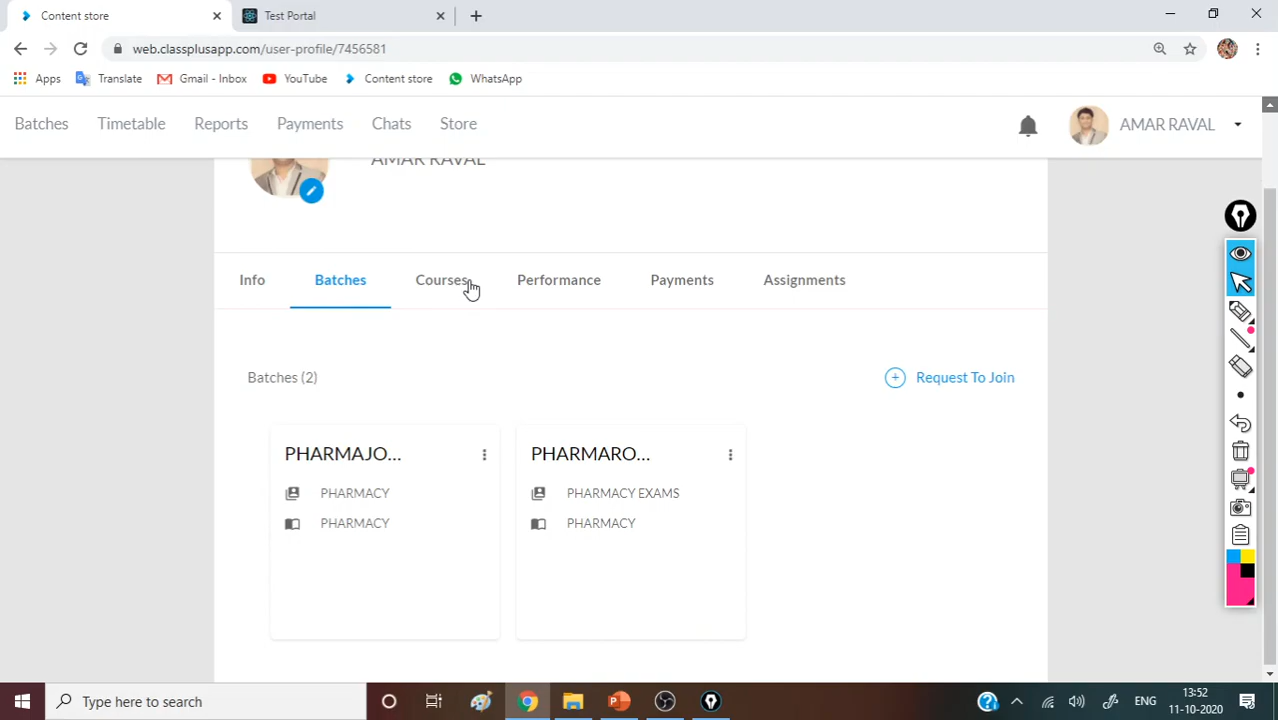 Content store
Test Portal
web.classplusapp.com/user-profile/7456581
Apps Translate Gmail - Inbox YouTube Content store WhatsApp
Batches Timetable Reports Payments Chats Store AMAR RAVAL
AMAR RAVAL
Info Batches Courses Performance Payments Assignments
Batches (2) Request To Join
PHARMAJO... PHARMARO...
PHARMACY PHARMACY EXAMS
PHARMACY PHARMACY
Type here to search
ENG
13:52
11-10-2020